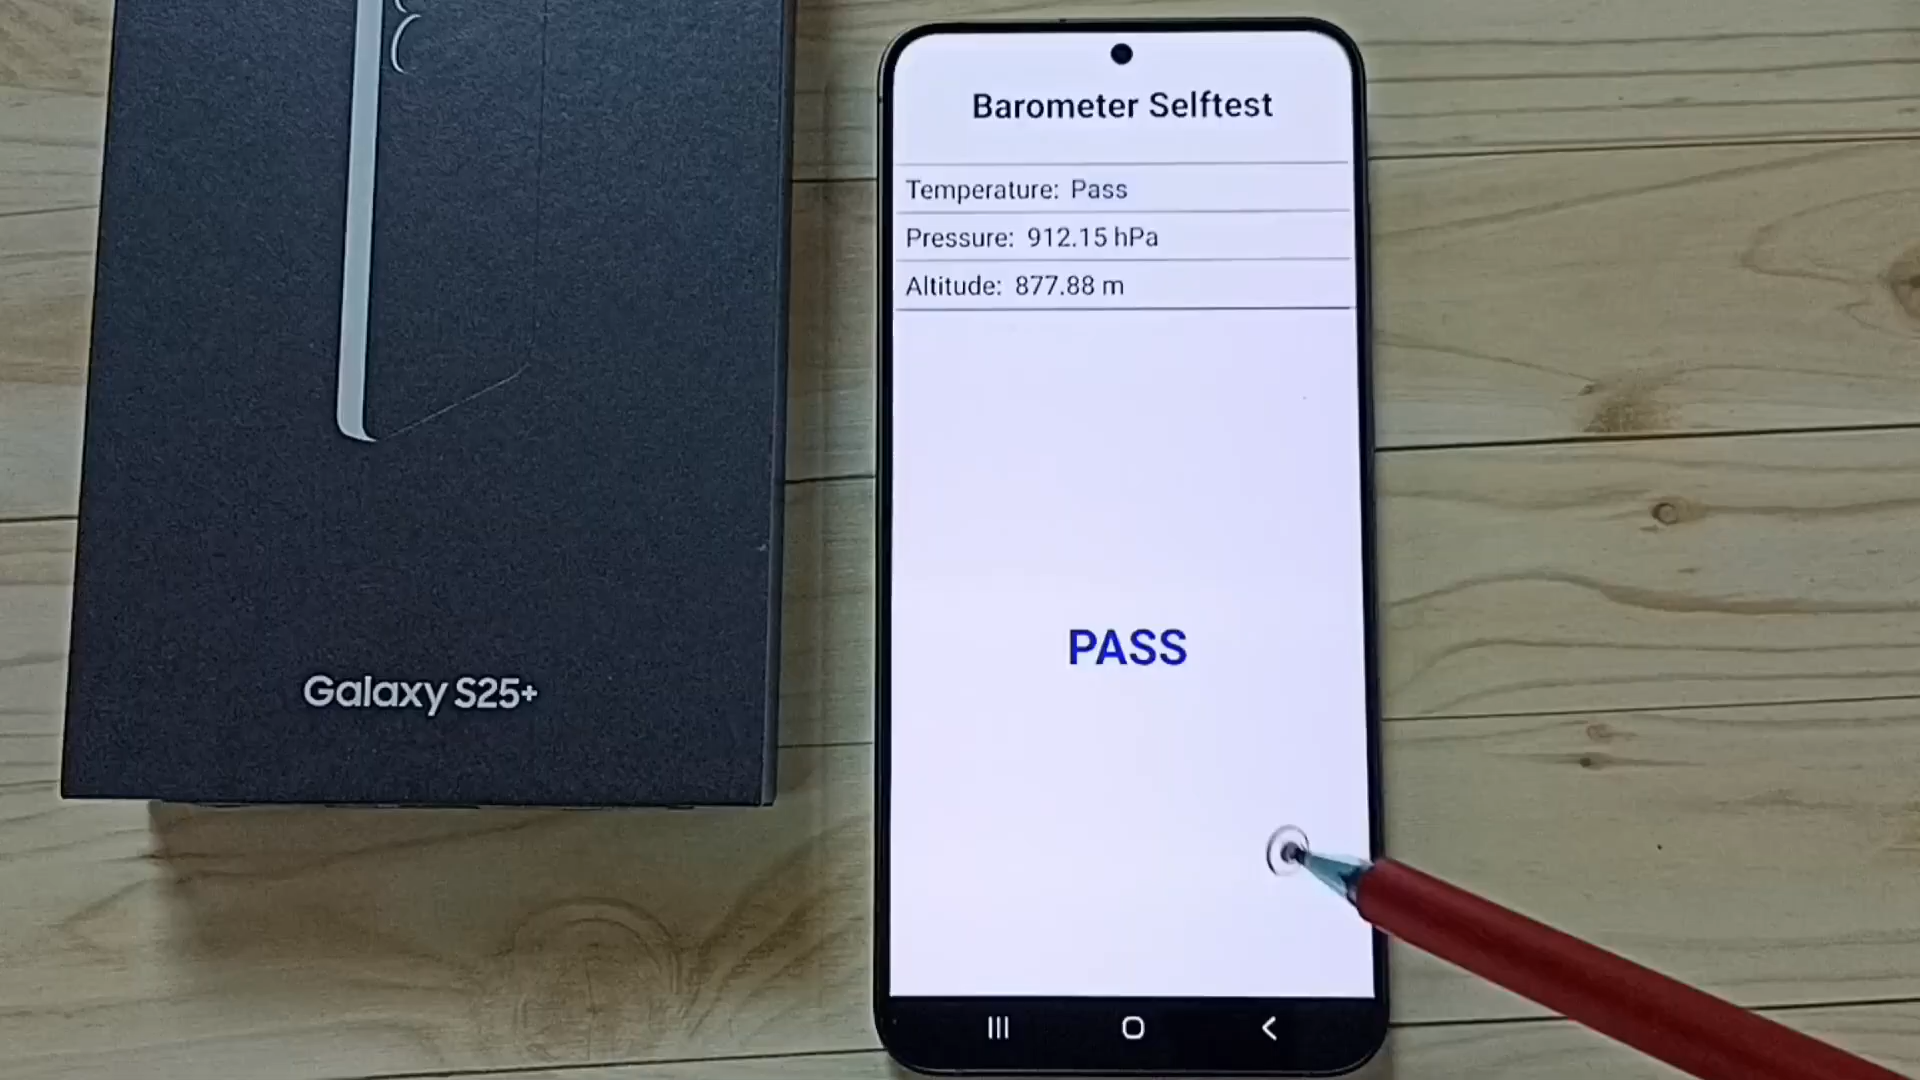 Galaxy S25+
Barometer Selftest
Temperature: Pass
Pressure: 912.15 hPa
Altitude: 877.88 m
PASS